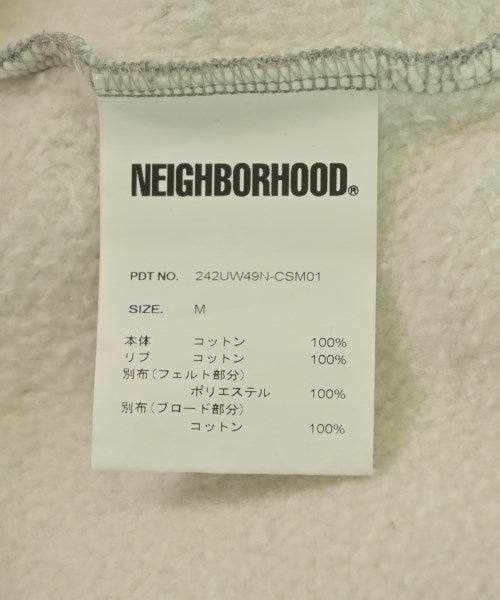 NEIGHBORHOOD®
PDT NO. 242UW49N-CSM01
SIZE. M
本体 コットン 100%
リブ コットン 100%
別布(フェルト部分)
ポリエステル 100%
別布(ブロード部分)
コットン 100%